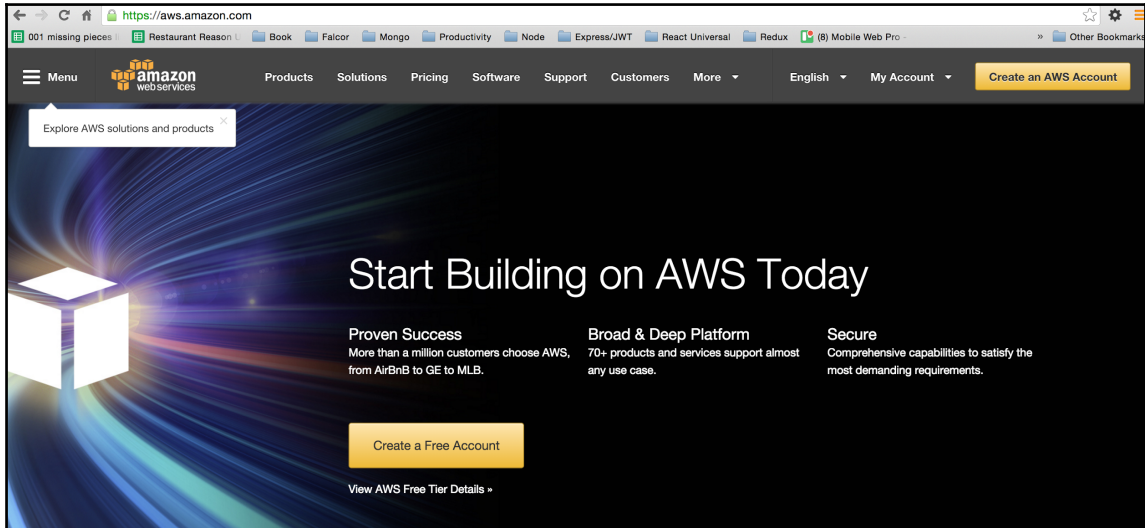 https://aws.amazon.com
001 missing pieces Restaurant Reason Book Falcor Mongo Productivity Node Express/JWT React Universal Redux (8) Mobile Web Pro - » Other Bookmarks
Menu amazon Products Solutions Pricing Software Support Customers More English My Account Create an AWS Account
webservices
Explore AWS solutions and products ×
Start Building on AWS Today
Proven Success Broad & Deep Platform Secure
More than a million customers choose AWS, 70+ products and services support almost Comprehensive capabilities to satisfy the
from AirBnB to GE to MLB. any use case. most demanding requirements.
Create a Free Account
View AWS Free Tier Details »